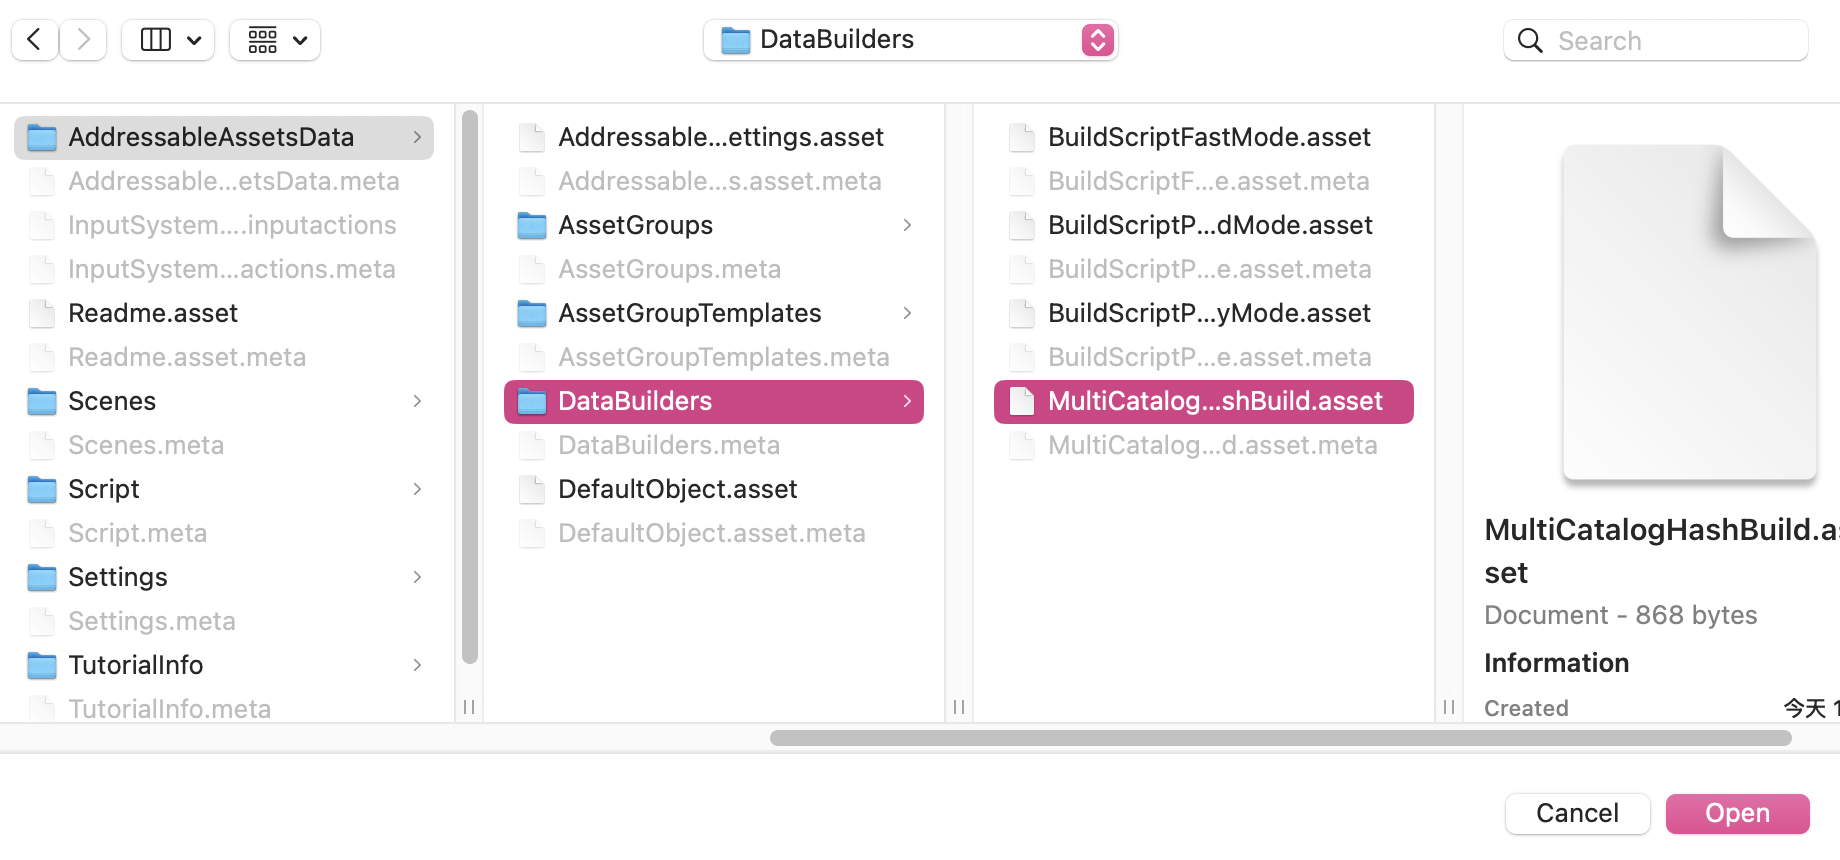 DataBuilders
Search
AddressableAssetsData
Addressable...etsData.meta
InputSystem....inputactions
InputSystem...actions.meta
Readme.asset
Readme.asset.meta
Scenes
Scenes.meta
Script
Script.meta
Settings
Settings.meta
TutorialInfo
TutorialInfo.meta
Addressable...ettings.asset
Addressable...s.asset.meta
AssetGroups
AssetGroups.meta
AssetGroupTemplates
AssetGroupTemplates.meta
DataBuilders
DataBuilders.meta
DefaultObject.asset
DefaultObject.asset.meta
BuildScriptFastMode.asset
BuildScriptF...e.asset.meta
BuildScriptP...dMode.asset
BuildScriptP...e.asset.meta
BuildScriptP...yMode.asset
BuildScriptP...e.asset.meta
MultiCatalog...shBuild.asset
MultiCatalog...d.asset.meta
MultiCatalogHashBuild.as
set
Document - 868 bytes
Information
Created 今天 1
Cancel Open